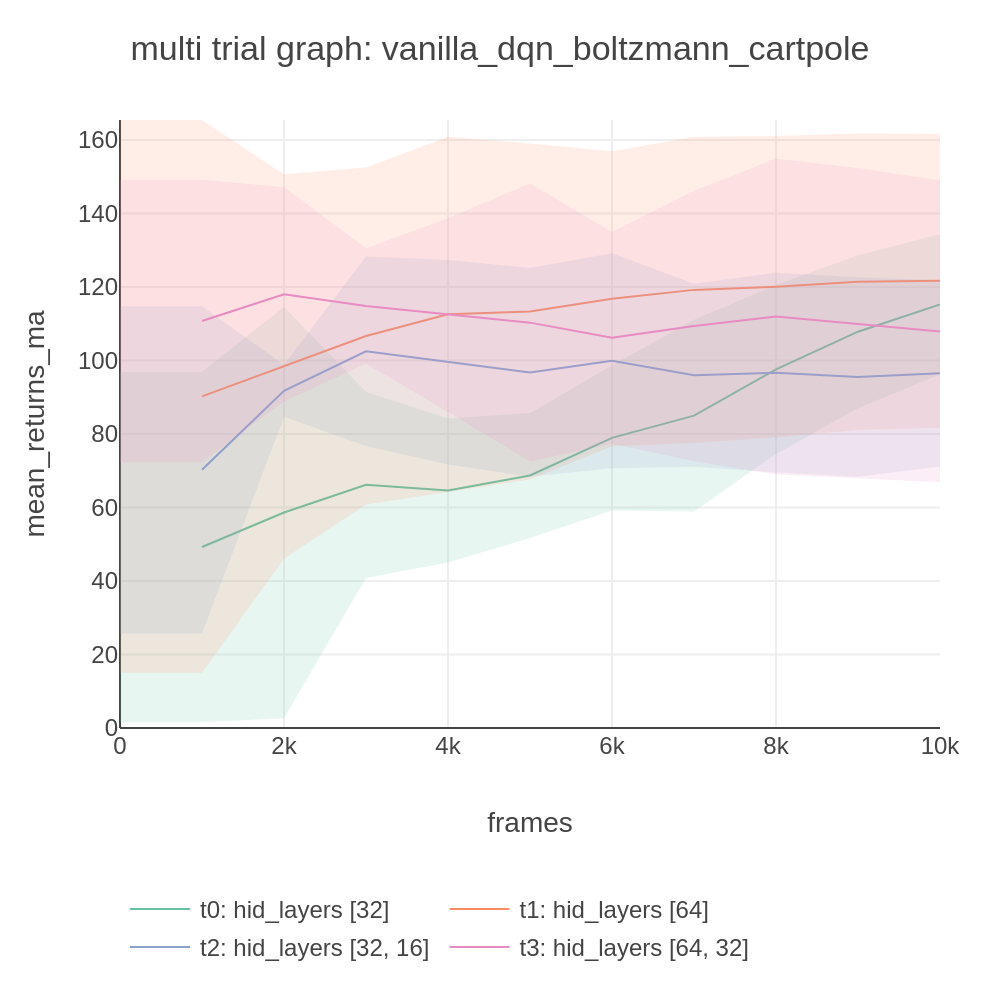 multi trial graph: vanilla_dqn_boltzmann_cartpole
mean_returns_ma
160
140
120
100
80
60
40
20
0
0 2k 4k 6k 8k 10k
frames
t0: hid_layers [32] t1: hid_layers [64]
t2: hid_layers [32, 16] t3: hid_layers [64, 32]